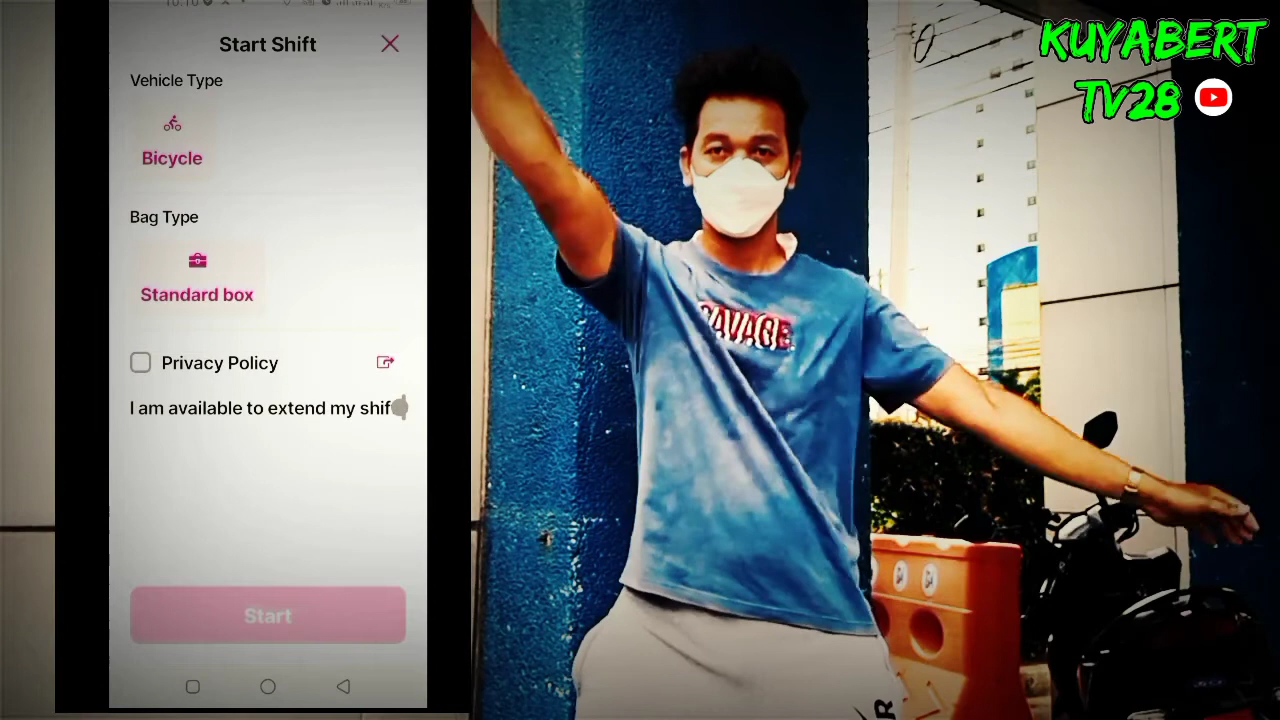 Start Shift
Vehicle Type
Bicycle
Bag Type
Standard box
Privacy Policy
I am available to extend my shif
Start
KUYABERT
TV28
SAVAGE
R